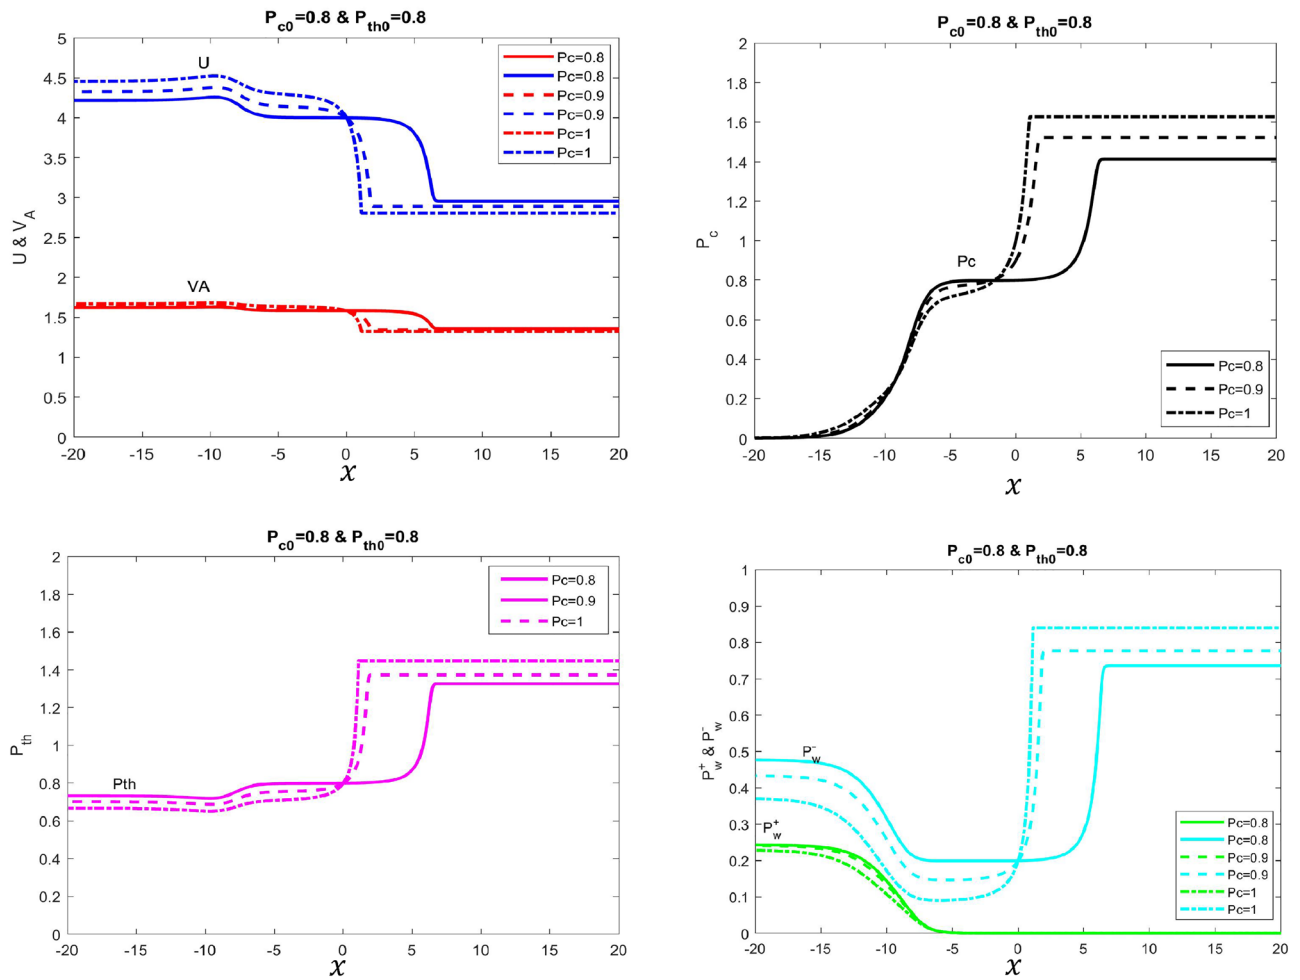 P_c0=0.8 & P_th0=0.8
5
4.5
4
3.5
3
2.5
2
1.5
1
0.5
0
U & V_A
U
VA
Pc=0.8
Pc=0.8
Pc=0.9
Pc=0.9
Pc=1
Pc=1
-20 -15 -10 -5 0 5 10 15 20
x
P_c0=0.8 & P_th0=0.8
2
1.8
1.6
1.4
1.2
1
0.8
0.6
0.4
0.2
0
P_c
Pc
Pc=0.8
Pc=0.9
Pc=1
-20 -15 -10 -5 0 5 10 15 20
x
P_c0=0.8 & P_th0=0.8
2
1.8
1.6
1.4
1.2
1
0.8
0.6
0.4
0.2
0
P_th
Pth
Pc=0.8
Pc=0.9
Pc=1
-20 -15 -10 -5 0 5 10 15 20
x
P_c0=0.8 & P_th0=0.8
1
0.9
0.8
0.7
0.6
0.5
0.4
0.3
0.2
0.1
0
P_w^+ & P_w^-
P_w^-
P_w^+
Pc=0.8
Pc=0.8
Pc=0.9
Pc=0.9
Pc=1
Pc=1
-20 -15 -10 -5 0 5 10 15 20
x